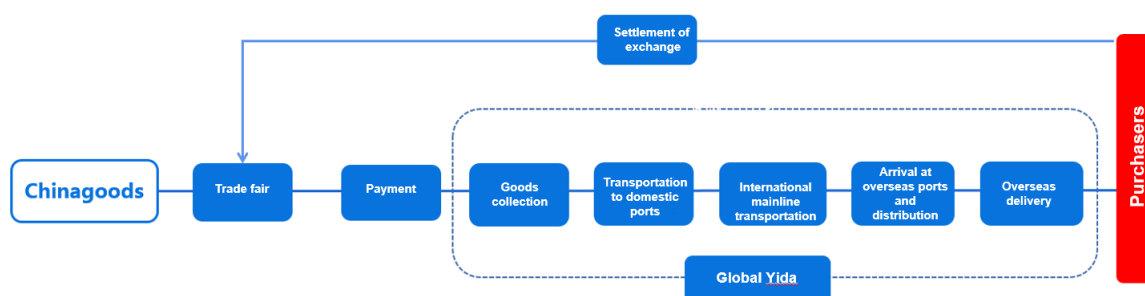 Settlement of
exchange
Purchasers
Chinagoods
Trade fair
Payment
Goods
collection
Transportation
to domestic
ports
International
mainline
transportation
Arrival at
overseas ports
and
distribution
Overseas
delivery
Global Yida